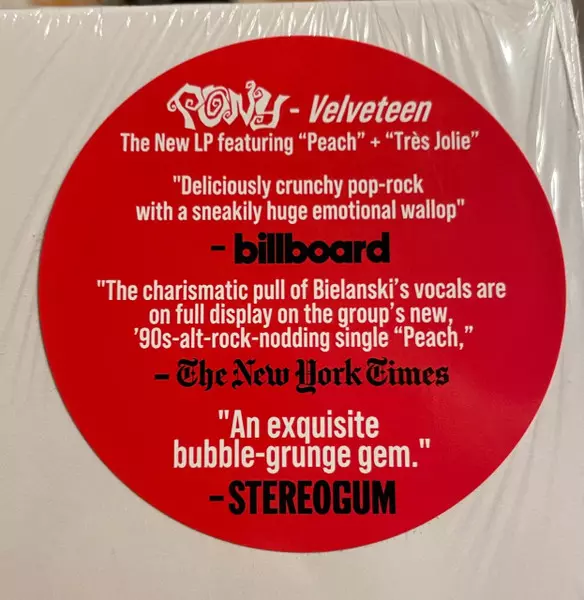 PONY - Velveteen
The New LP featuring “Peach” + “Très Jolie”
"Deliciously crunchy pop-rock
with a sneakily huge emotional wallop"
- billboard
"The charismatic pull of Bielanski’s vocals are
on full display on the group’s new,
’90s-alt-rock-nodding single “Peach,”
- The New York Times
"An exquisite
bubble-grunge gem."
- STEREOGUM